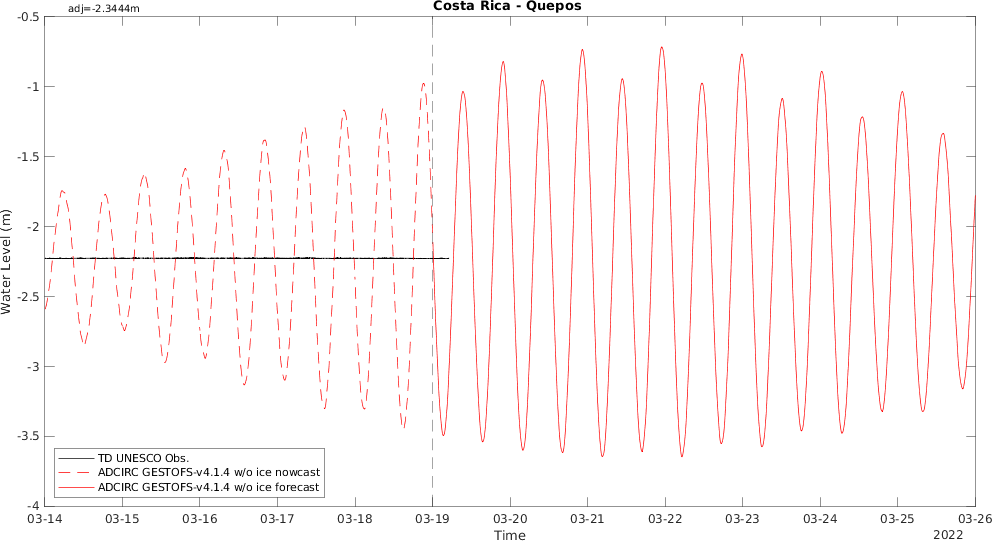 Costa Rica - Quepos
adj=-2.3444m
-0.5
-1
-1.5
-2
-2.5
-3
-3.5
-4
Water Level (m)
TD UNESCO Obs.
ADCIRC GESTOFS-v4.1.4 w/o ice nowcast
ADCIRC GESTOFS-v4.1.4 w/o ice forecast
03-14 03-15 03-16 03-17 03-18 03-19 03-20 03-21 03-22 03-23 03-24 03-25 03-26
Time
2022